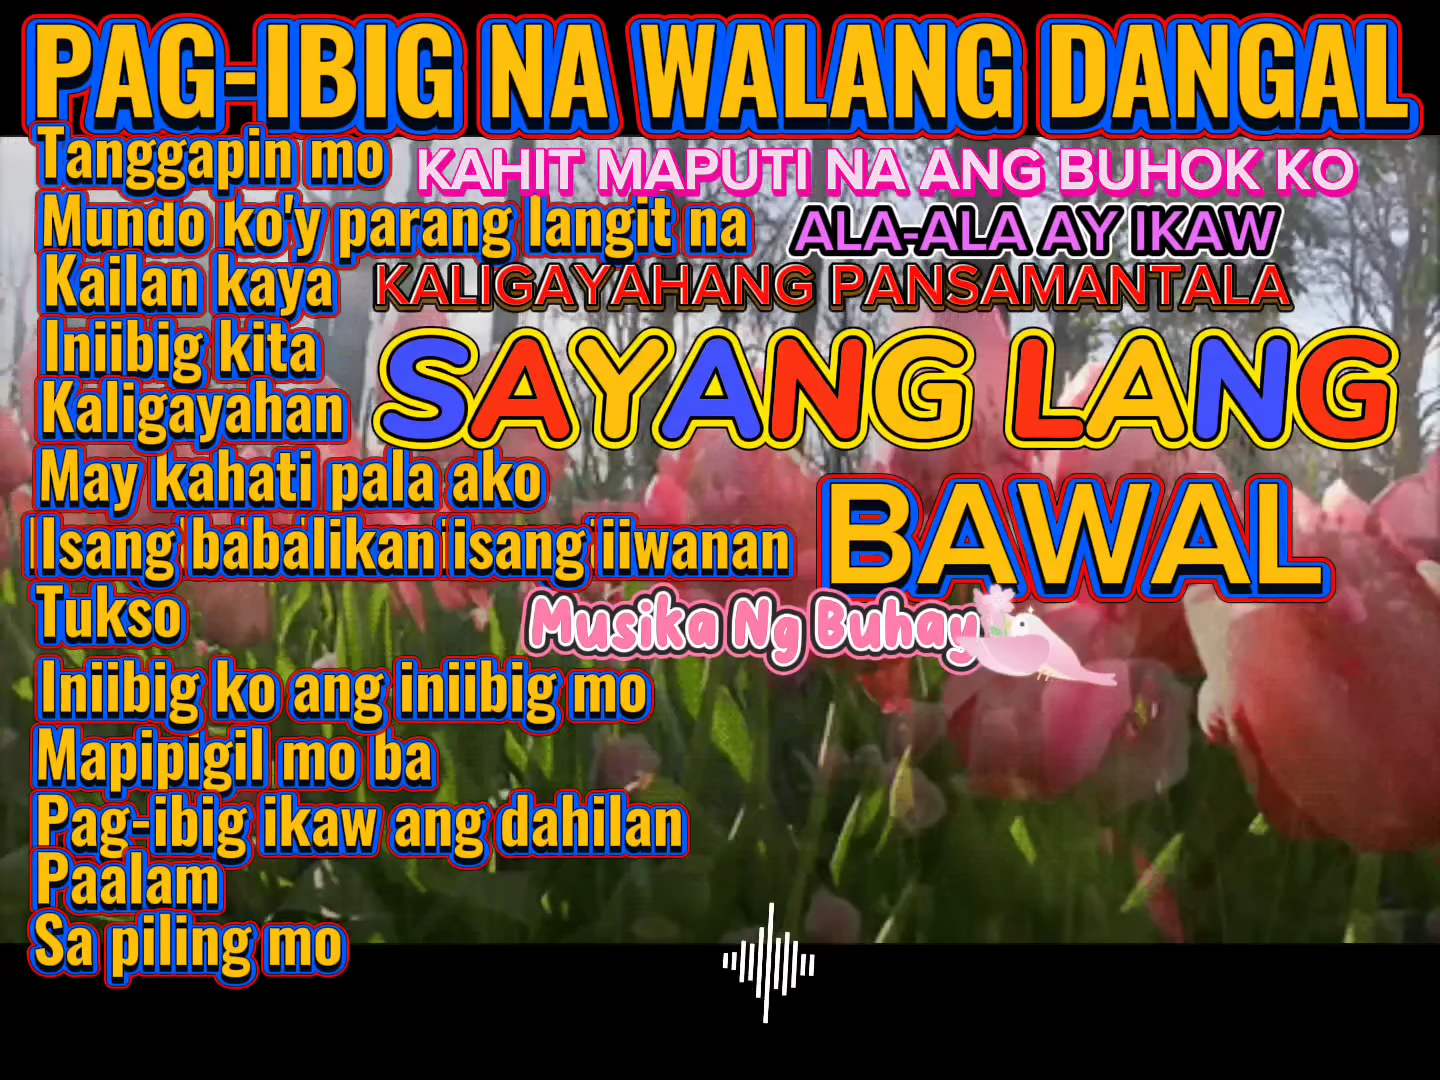 PAG-IBIG NA WALANG DANGAL
Tanggapin mo
KAHIT MAPUTI NA ANG BUHOK KO
Mundo ko'y parang langit na
ALA-ALA AY IKAW
Kailan kaya
KALIGAYAHANG PANSAMANTALA
Iniibig kita
SAYANG LANG
Kaligayahan
May kahati pala ako
BAWAL
Isang babalikan isang iiwanan
Tukso
Musika Ng Buhay
Iniibig ko ang iniibig mo
Mapipigil mo ba
Pag-ibig ikaw ang dahilan
Paalam
Sa piling mo